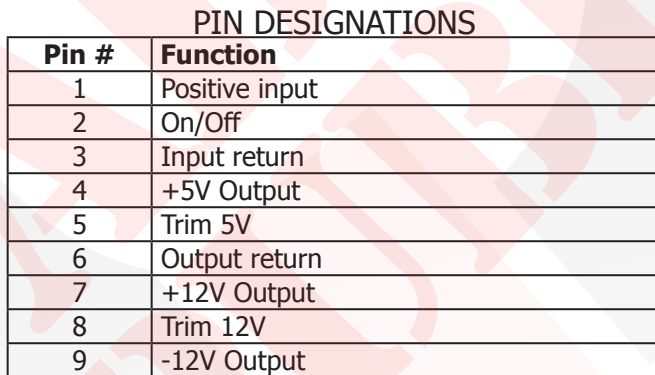 PIN DESIGNATIONS
Pin # Function
1 Positive input
2 On/Off
3 Input return
4 +5V Output
5 Trim 5V
6 Output return
7 +12V Output
8 Trim 12V
9 -12V Output